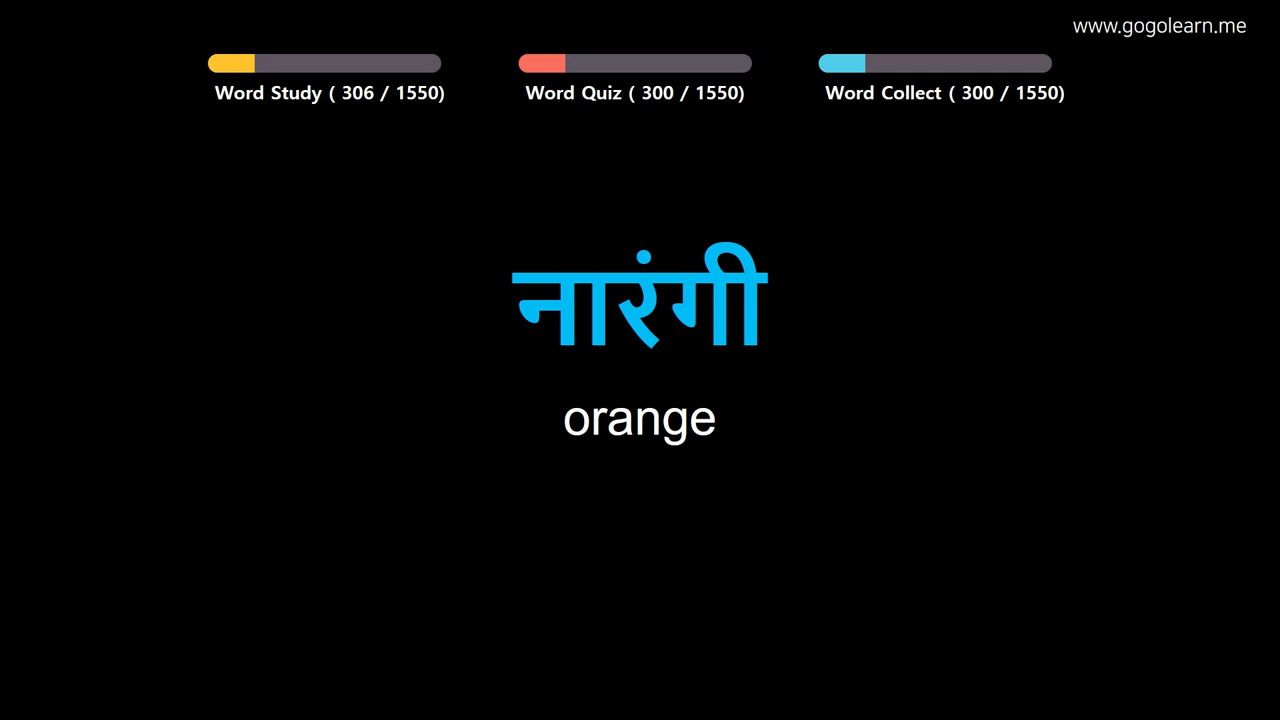 www.gogolearn.me
Word Study ( 306 / 1550)
Word Quiz ( 300 / 1550)
Word Collect ( 300 / 1550)
नारंगी
orange